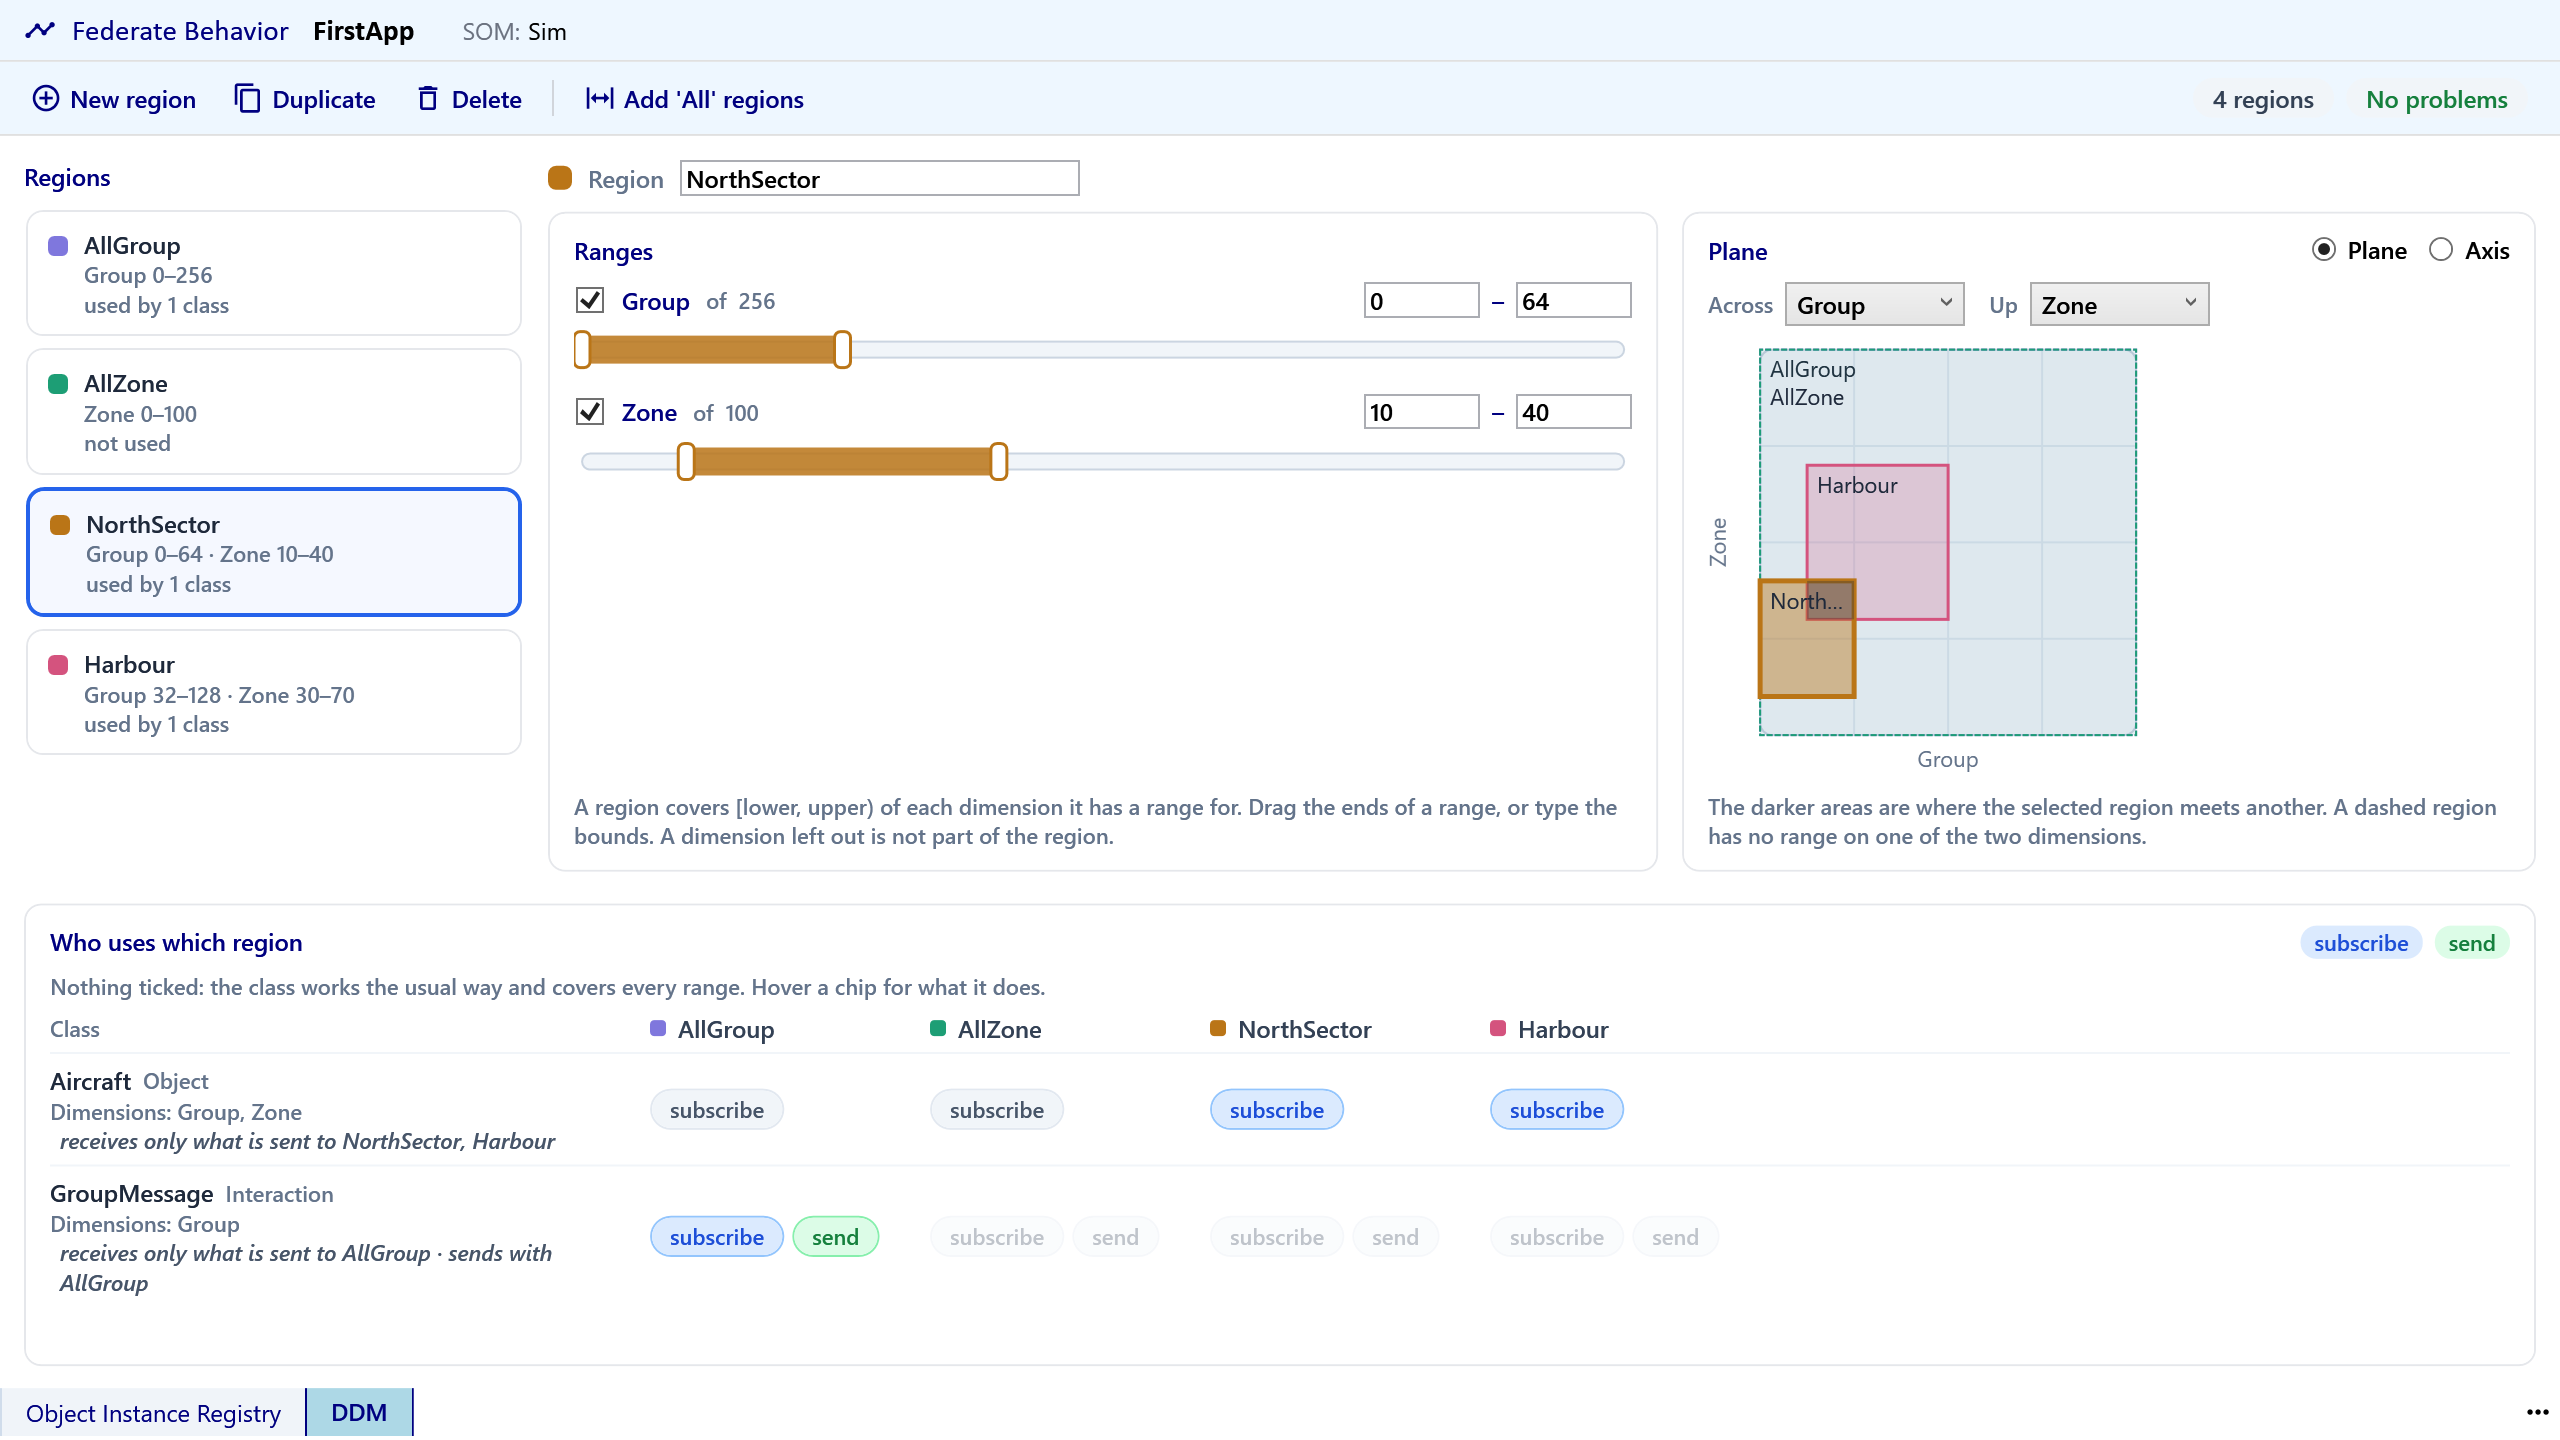 Federate Behavior FirstApp SOM: Sim
New region Duplicate Delete Add 'All' regions 4 regions No problems
Regions
AllGroup
Group 0–256
used by 1 class
AllZone
Zone 0–100
not used
NorthSector
Group 0–64 · Zone 10–40
used by 1 class
Harbour
Group 32–128 · Zone 30–70
used by 1 class
Region NorthSector
Ranges
Group of 256 0 – 64
Zone of 100 10 – 40
A region covers [lower, upper) of each dimension it has a range for. Drag the ends of a range, or type the
bounds. A dimension left out is not part of the region.
Plane Plane Axis
Across Group Up Zone
AllGroup
AllZone
Harbour
North...
Zone
Group
The darker areas are where the selected region meets another. A dashed region
has no range on one of the two dimensions.
Who uses which region subscribe send
Nothing ticked: the class works the usual way and covers every range. Hover a chip for what it does.
Class AllGroup AllZone NorthSector Harbour
Aircraft Object
Dimensions: Group, Zone
receives only what is sent to NorthSector, Harbour
subscribe subscribe subscribe subscribe
GroupMessage Interaction
Dimensions: Group
receives only what is sent to AllGroup · sends with
AllGroup
subscribe send subscribe send subscribe send subscribe send
Object Instance Registry DDM